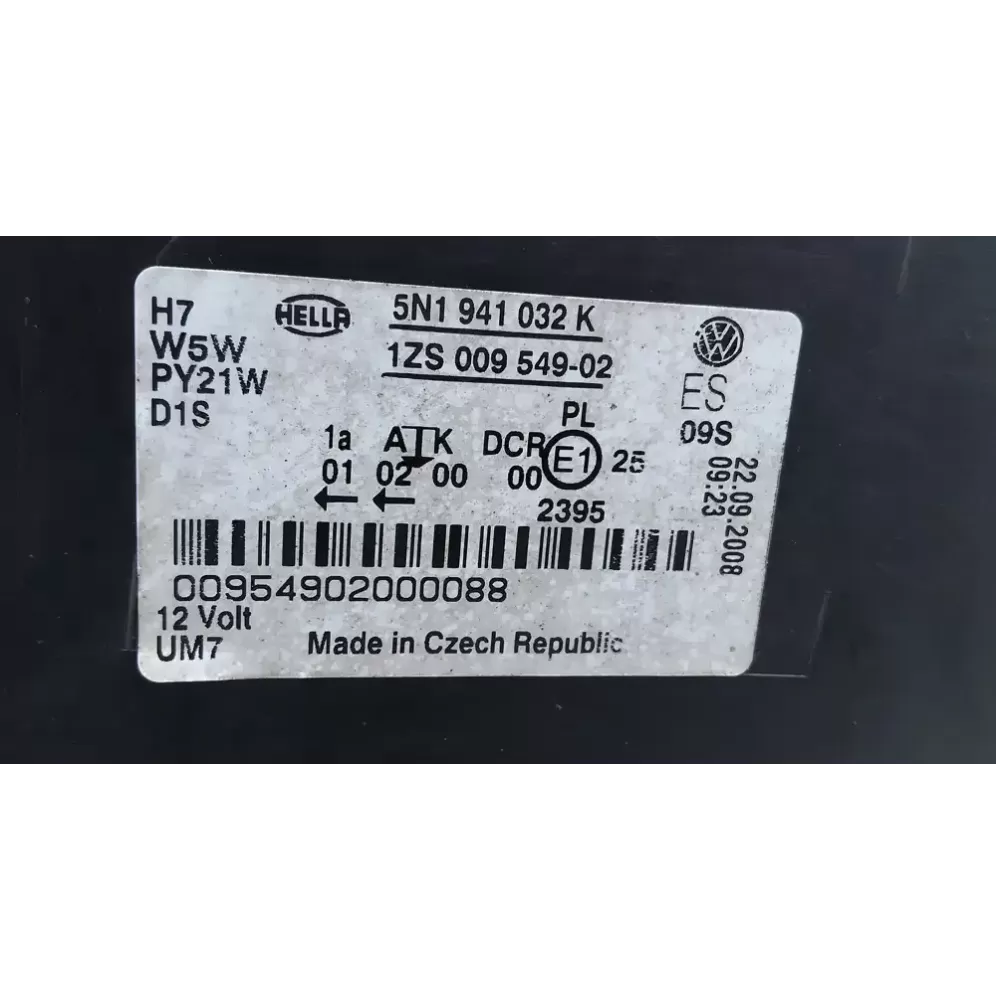 H7
W5W
PY21W
D1S
HELLA
5N1 941 032 K
1ZS 009 549-02
PL
1a ATK DCR E1 25
01 02 00 00
2395
ES
09S
22.09.2008
09:23
00954902000088
12 Volt
UM7
Made in Czech Republic